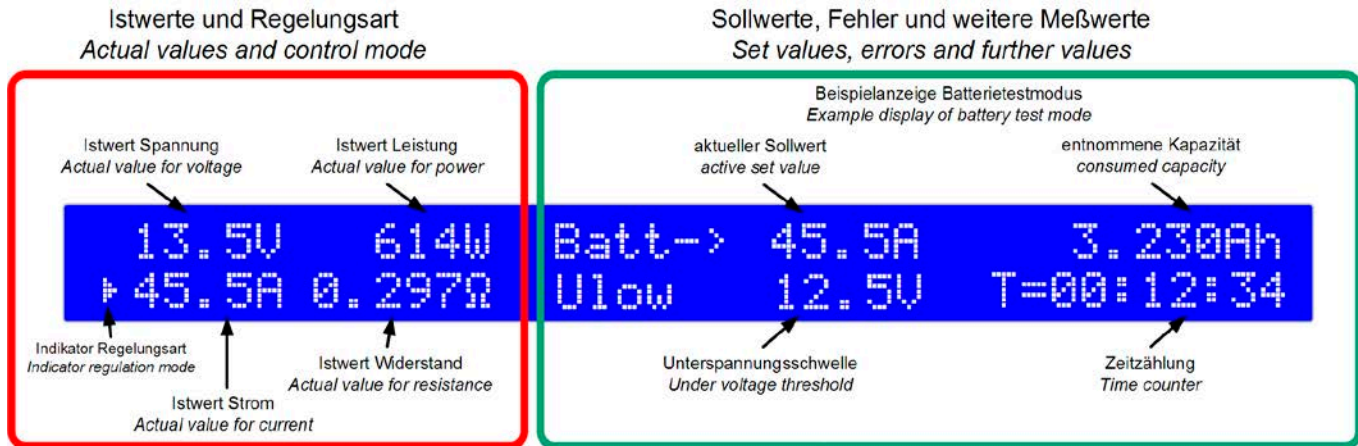 Istwerte und Regelungsart
Actual values and control mode
Sollwerte, Fehler und weitere Meßwerte
Set values, errors and further values
Beispielanzeige Batterietestmodus
Example display of battery test mode
Istwert Spannung
Actual value for voltage
Istwert Leistung
Actual value for power
aktueller Sollwert
active set value
entnommene Kapazität
consumed capacity
13.5V 614W Batt-> 45.5A 3.230Ah
45.5A 0.297Ω Ulow 12.5V T=00:12:34
Indikator Regelungsart
Indicator regulation mode
Istwert Strom
Actual value for current
Istwert Widerstand
Actual value for resistance
Unterspannungsschwelle
Under voltage threshold
Zeitzählung
Time counter